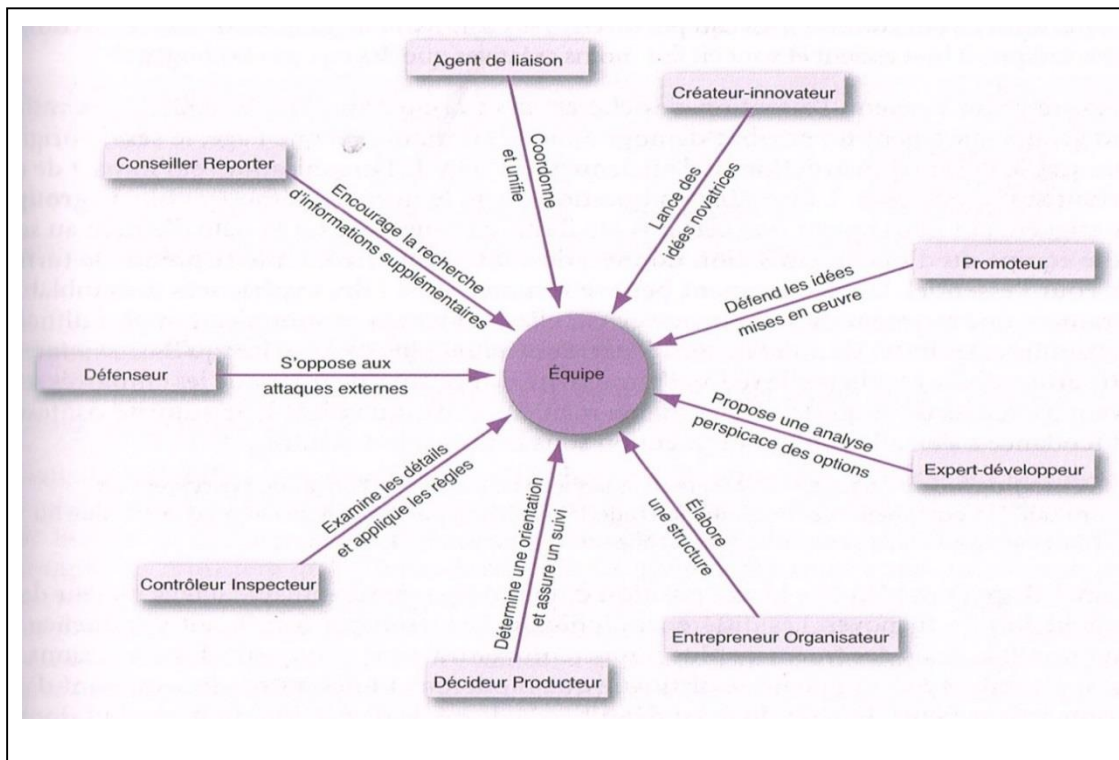 Agent de liaison
Coordonne
et unifie
Créateur-innovateur
Lance des
idées novatrices
Promoteur
Défend les idées
mises en œuvre
Expert-développeur
Propose une analyse
perspicace des options
Entrepreneur Organisateur
Élabore
une structure
Décideur Producteur
Détermine une orientation
et assure un suivi
Contrôleur Inspecteur
Examine les détails
et applique les règles
Défenseur
S'oppose aux
attaques externes
Conseiller Reporter
Encourage la recherche
d'informations supplémentaires
Équipe